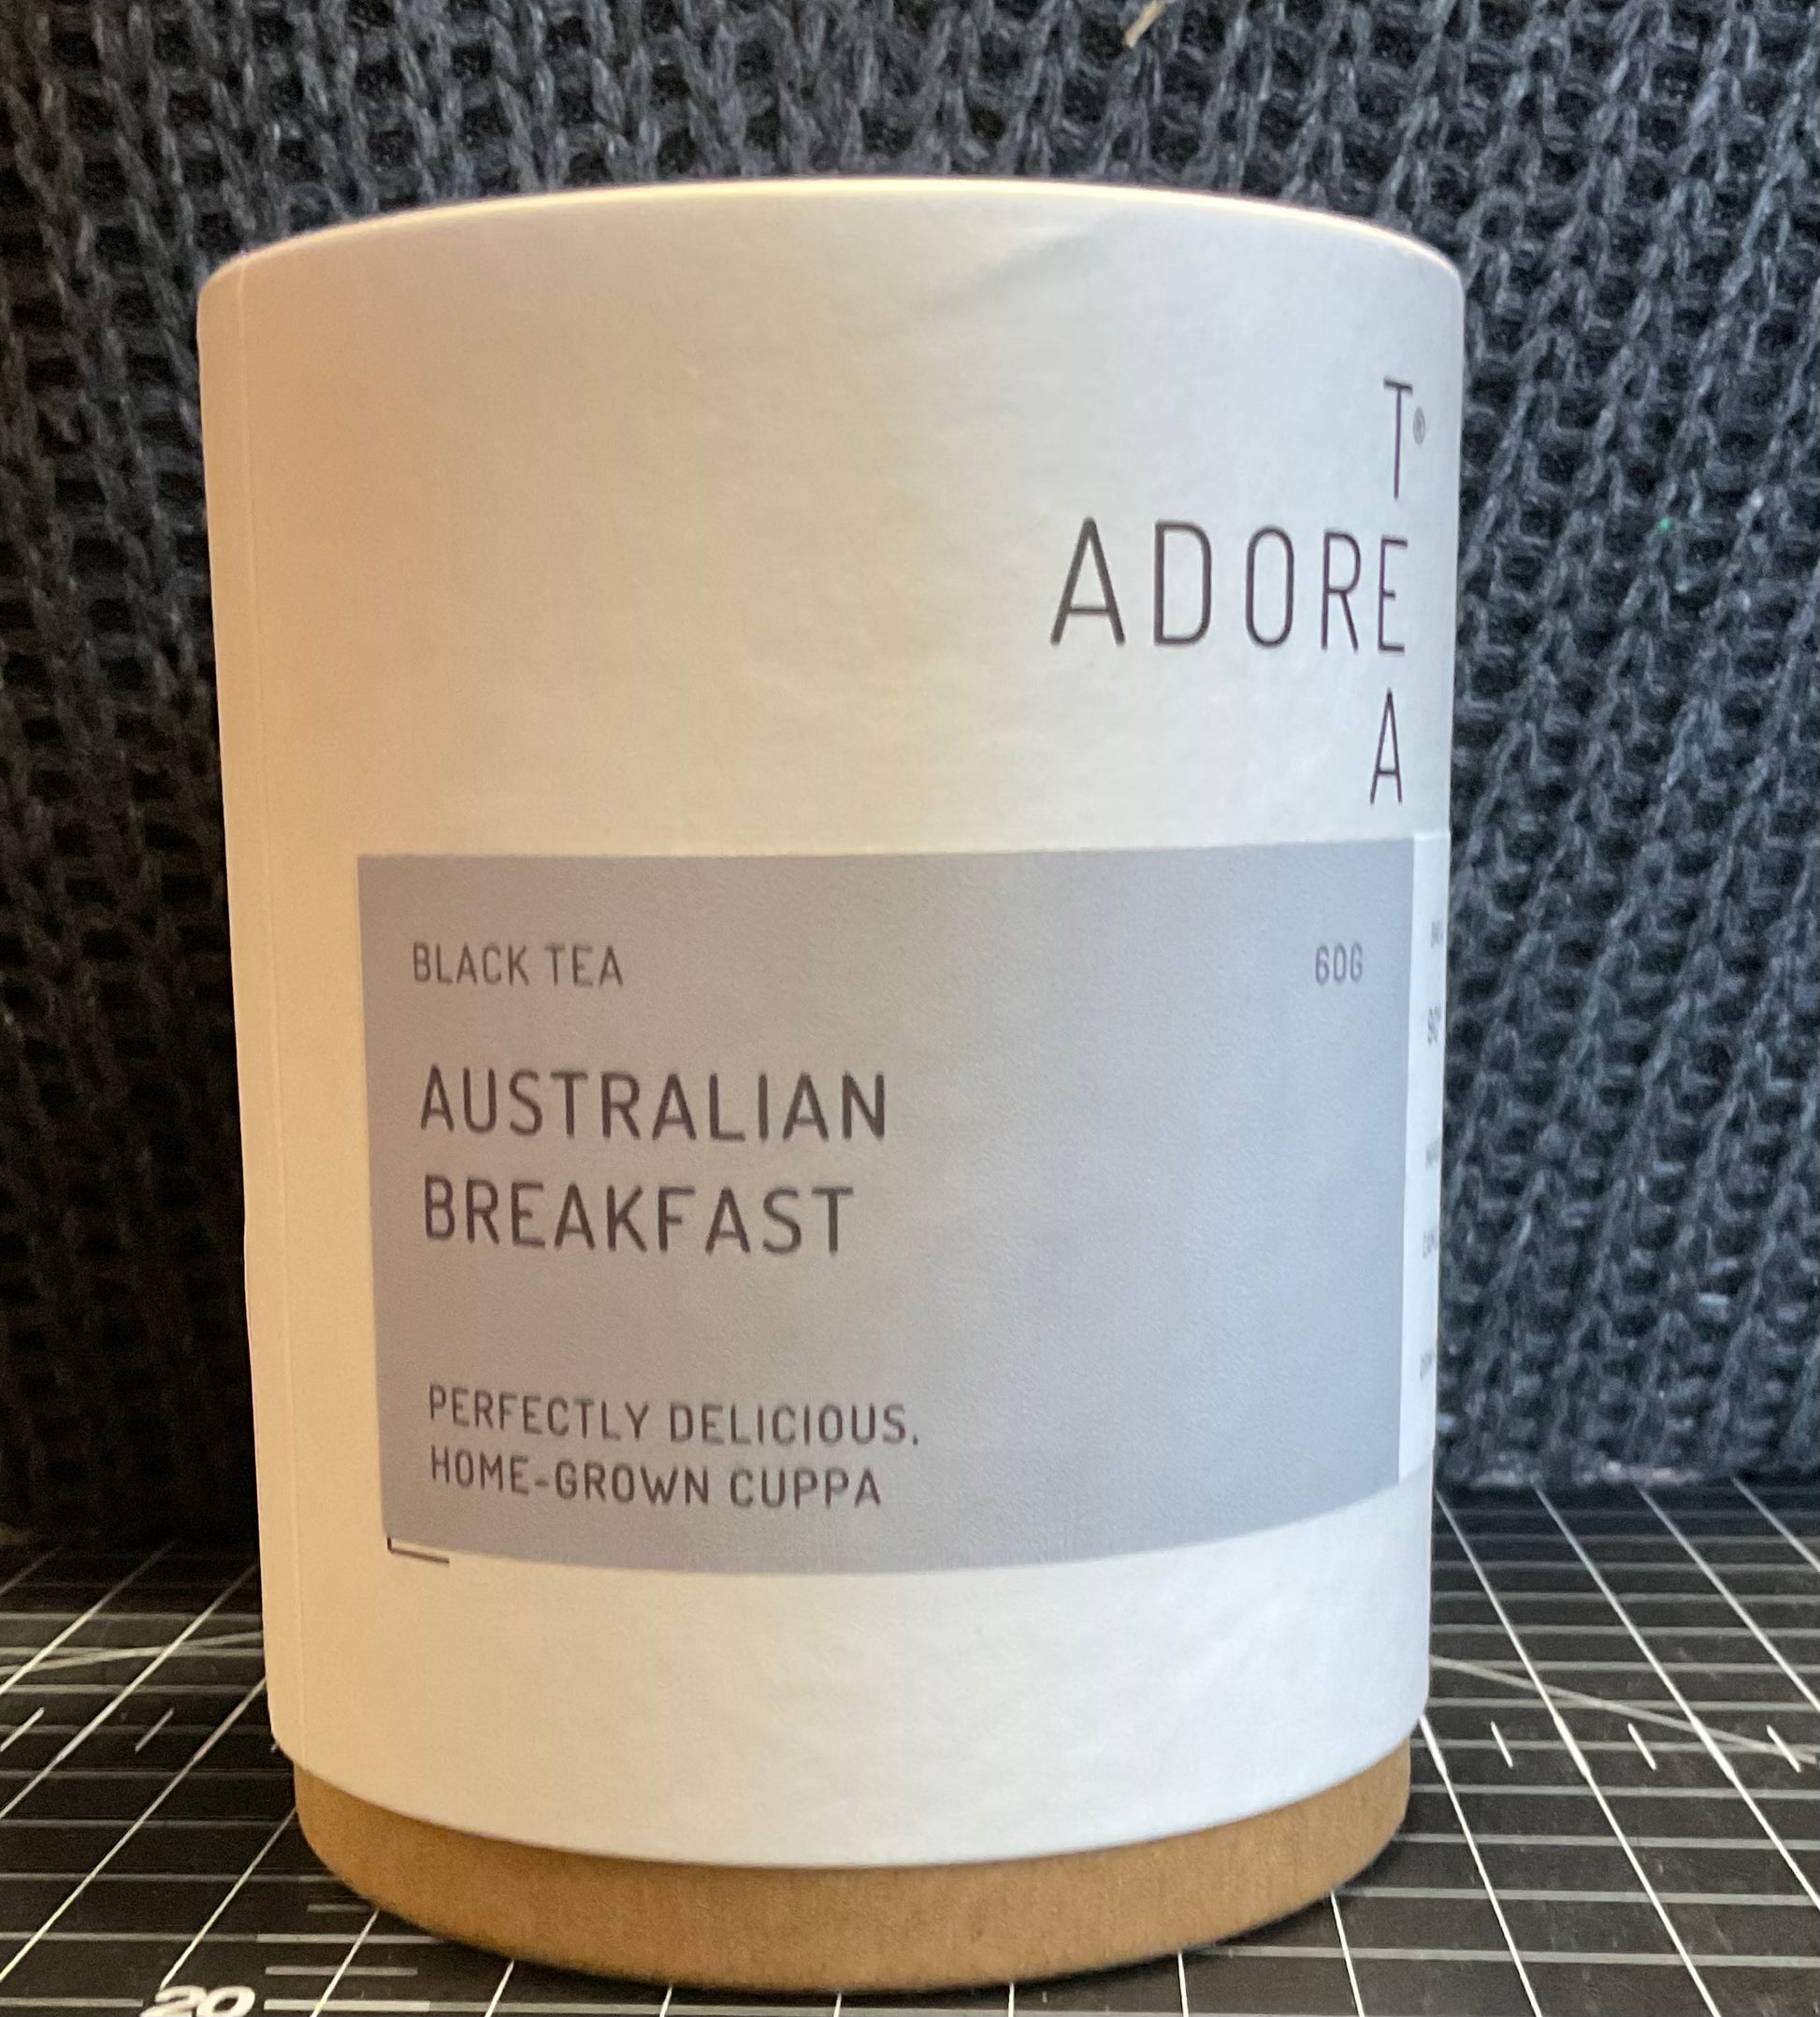 T®
ADORE
A
BLACK TEA 60G
AUSTRALIAN
BREAKFAST
PERFECTLY DELICIOUS.
HOME-GROWN CUPPA
20